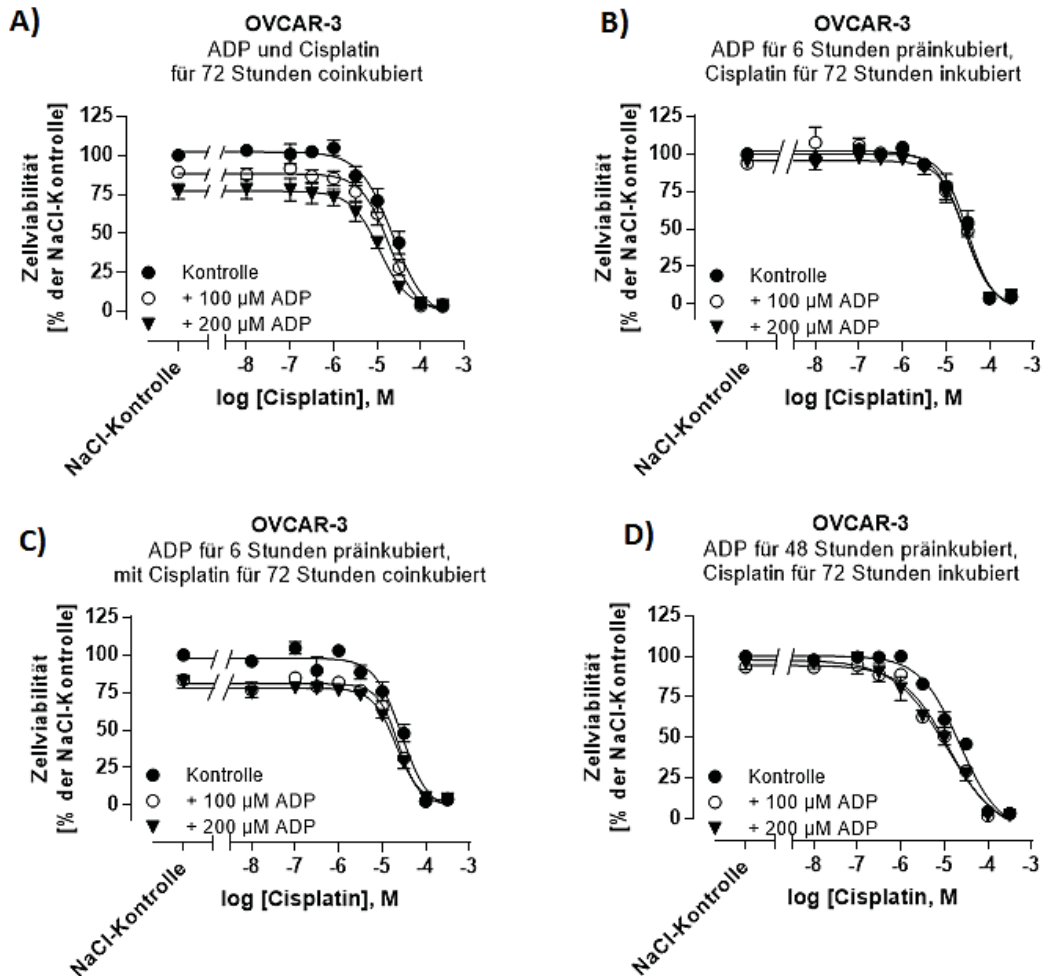 A)
OVCAR-3
ADP und Cisplatin
für 72 Stunden coinkubiert
Zellviabilität
[% der NaCl-Kontrolle]
125
100
75
50
25
0
Kontrolle
+ 100 µM ADP
+ 200 µM ADP
-8
-7
-6
-5
-4
-3
log [Cisplatin], M
NaCl-Kontrolle
B)
OVCAR-3
ADP für 6 Stunden präinkubiert,
Cisplatin für 72 Stunden inkubiert
Zellviabilität
[% der NaCl-Kontrolle]
125
100
75
50
25
0
Kontrolle
+ 100 µM ADP
+ 200 µM ADP
-8
-7
-6
-5
-4
-3
log [Cisplatin], M
NaCl-Kontrolle
C)
OVCAR-3
ADP für 6 Stunden präinkubiert,
mit Cisplatin für 72 Stunden coinkubiert
Zellviabilität
[% der NaCl-Kontrolle]
125
100
75
50
25
0
Kontrolle
+ 100 µM ADP
+ 200 µM ADP
-8
-7
-6
-5
-4
-3
log [Cisplatin], M
NaCl-Kontrolle
D)
OVCAR-3
ADP für 48 Stunden präinkubiert,
Cisplatin für 72 Stunden inkubiert
Zellviabilität
[% der NaCl-Kontrolle]
125
100
75
50
25
0
Kontrolle
+ 100 µM ADP
+ 200 µM ADP
-8
-7
-6
-5
-4
-3
log [Cisplatin, M
NaCl-Kontrolle